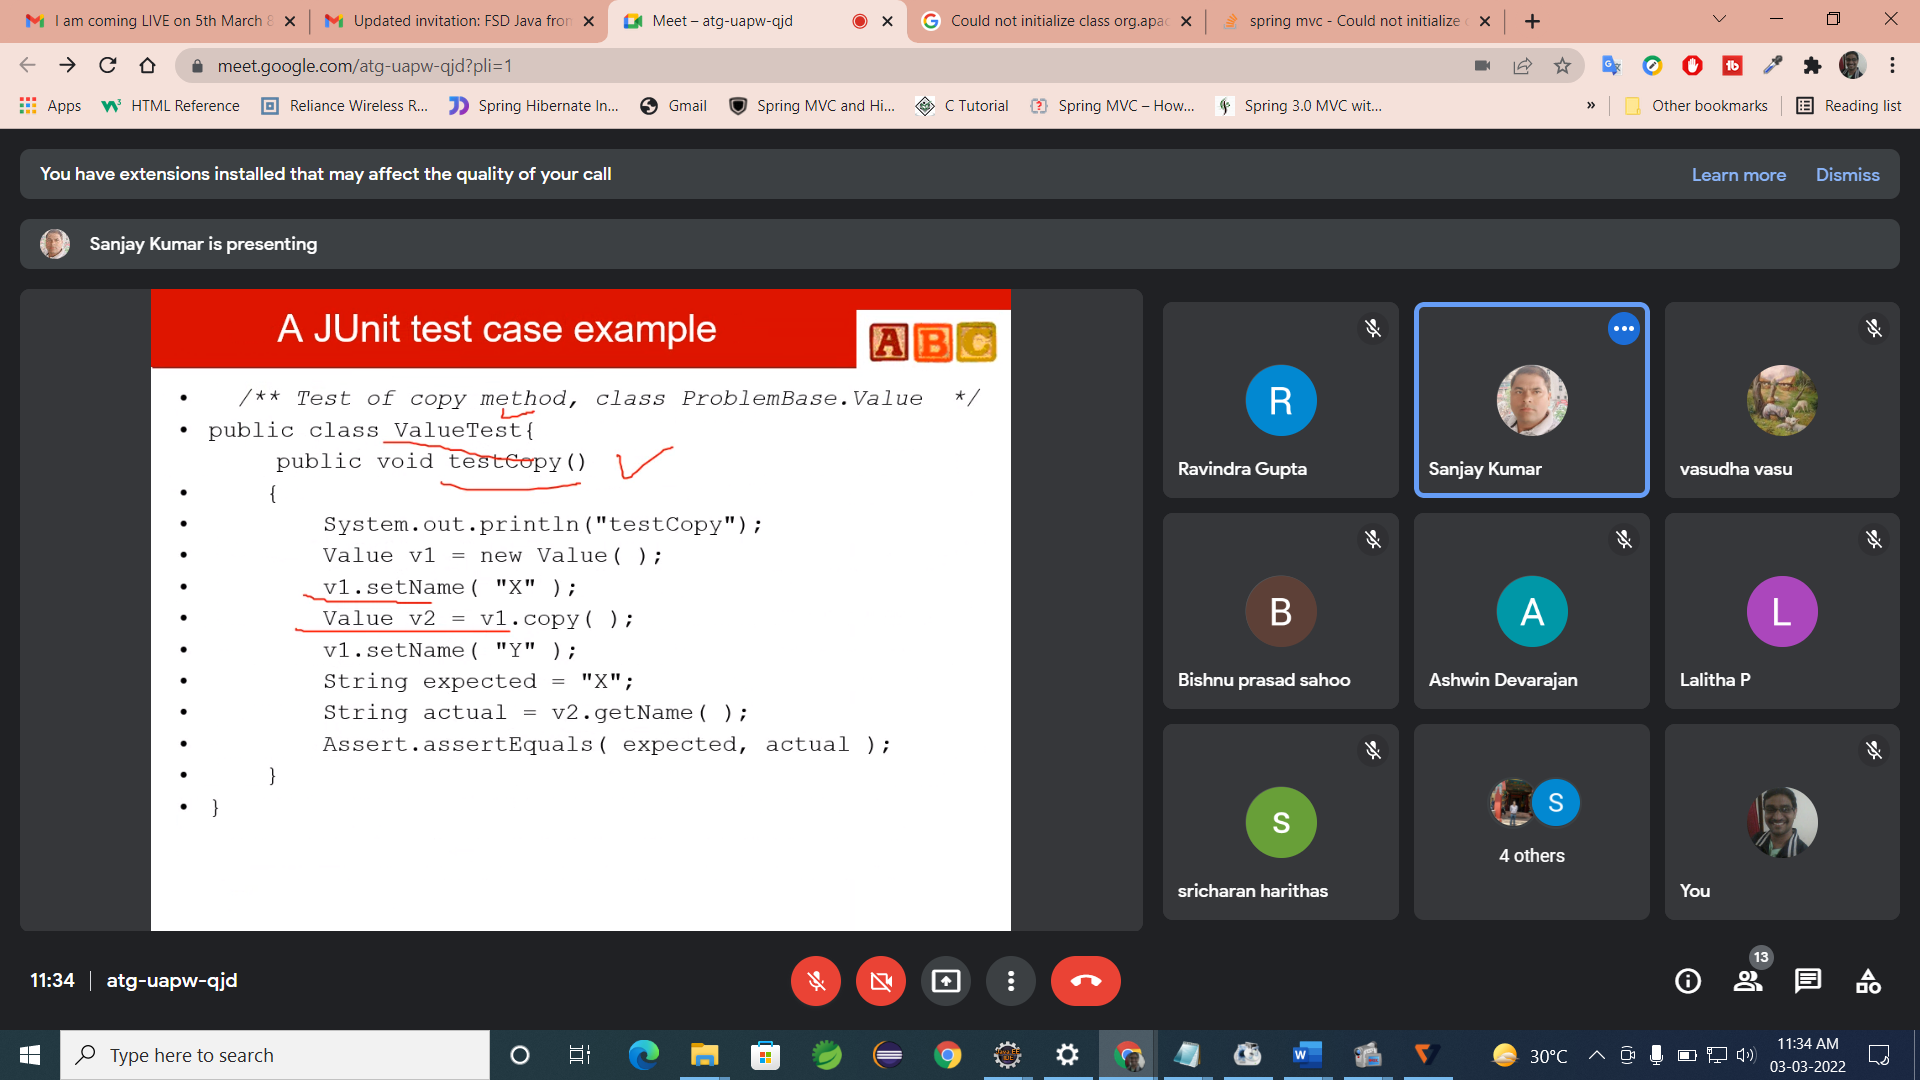 I am coming LIVE on 5th March 8
Updated invitation: FSD Java fron
Meet – atg-uapw-qjd
Could not initialize class org.apac
spring mvc - Could not initialize c
meet.google.com/atg-uapw-qjd?pli=1
Apps
HTML Reference
Reliance Wireless R...
Spring Hibernate In...
Gmail
Spring MVC and Hi...
C Tutorial
Spring MVC – How...
Spring 3.0 MVC wit...
»
Other bookmarks
Reading list
You have extensions installed that may affect the quality of your call
Learn more
Dismiss
Sanjay Kumar is presenting
A JUnit test case example
A B C
• /** Test of copy method, class ProblemBase.Value */
• public class ValueTest{
public void testCopy()
• {
• System.out.println("testCopy");
• Value v1 = new Value( );
• v1.setName( "X" );
• Value v2 = v1.copy( );
• v1.setName( "Y" );
• String expected = "X";
• String actual = v2.getName( );
• Assert.assertEquals( expected, actual );
• }
• }
R
Ravindra Gupta
Sanjay Kumar
vasudha vasu
B
Bishnu prasad sahoo
A
Ashwin Devarajan
L
Lalitha P
S
sricharan harithas
S
4 others
You
11:34
atg-uapw-qjd
13
Type here to search
30°C
11:34 AM
03-03-2022